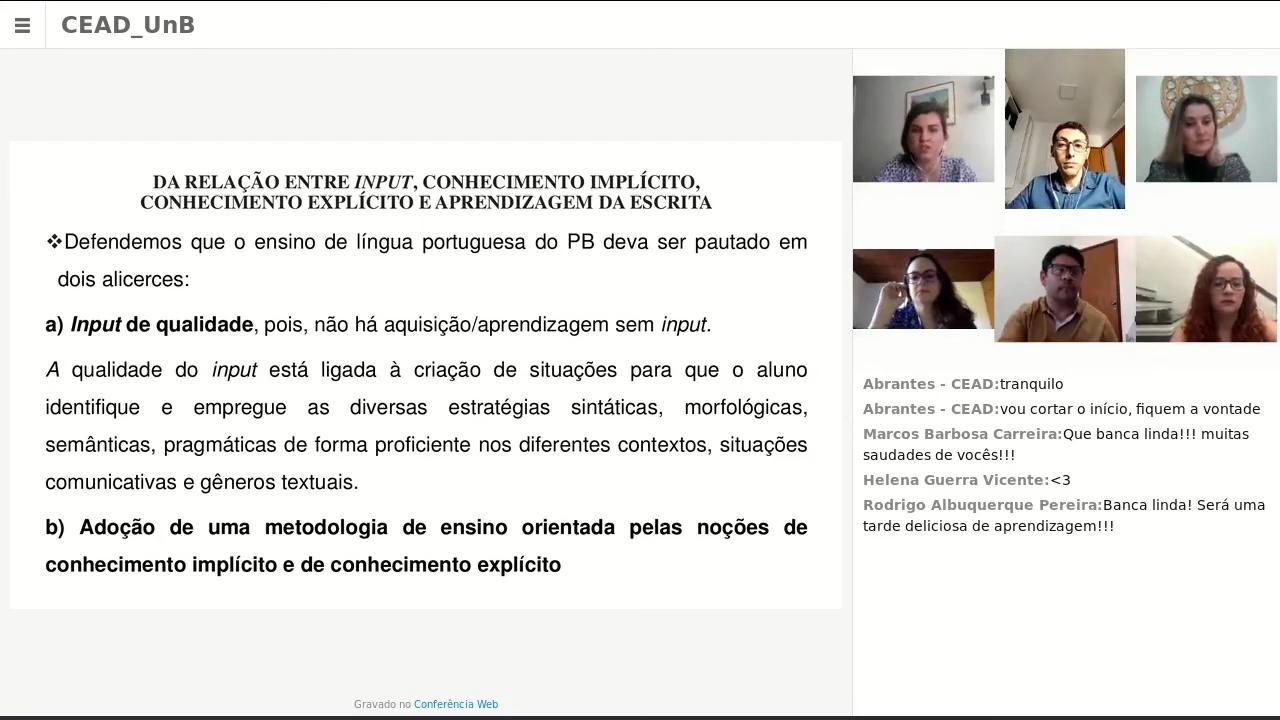 CEAD_UnB
DA RELAÇÃO ENTRE INPUT, CONHECIMENTO IMPLÍCITO,
CONHECIMENTO EXPLÍCITO E APRENDIZAGEM DA ESCRITA
❖Defendemos que o ensino de língua portuguesa do PB deva ser pautado em
dois alicerces:
a) Input de qualidade, pois, não há aquisição/aprendizagem sem input.
A qualidade do input está ligada à criação de situações para que o aluno
identifique e empregue as diversas estratégias sintáticas, morfológicas,
semânticas, pragmáticas de forma proficiente nos diferentes contextos, situações
comunicativas e gêneros textuais.
b) Adoção de uma metodologia de ensino orientada pelas noções de
conhecimento implícito e de conhecimento explícito
Gravado no Conferência Web
Abrantes - CEAD:tranquilo
Abrantes - CEAD:vou cortar o início, fiquem a vontade
Marcos Barbosa Carreira:Que banca linda!!! muitas
saudades de vocês!!!
Helena Guerra Vicente:<3
Rodrigo Albuquerque Pereira:Banca linda! Será uma
tarde deliciosa de aprendizagem!!!